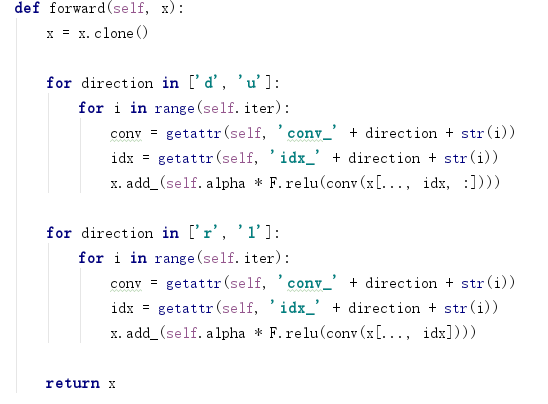 def forward(self, x):
    x = x.clone()
    for direction in ['d', 'u']:
        for i in range(self.iter):
            conv = getattr(self, 'conv_' + direction + str(i))
            idx = getattr(self, 'idx_' + direction + str(i))
            x.add_(self.alpha * F.relu(conv(x[..., idx, :])))
    for direction in ['r', 'l']:
        for i in range(self.iter):
            conv = getattr(self, 'conv_' + direction + str(i))
            idx = getattr(self, 'idx_' + direction + str(i))
            x.add_(self.alpha * F.relu(conv(x[..., idx])))
    return x